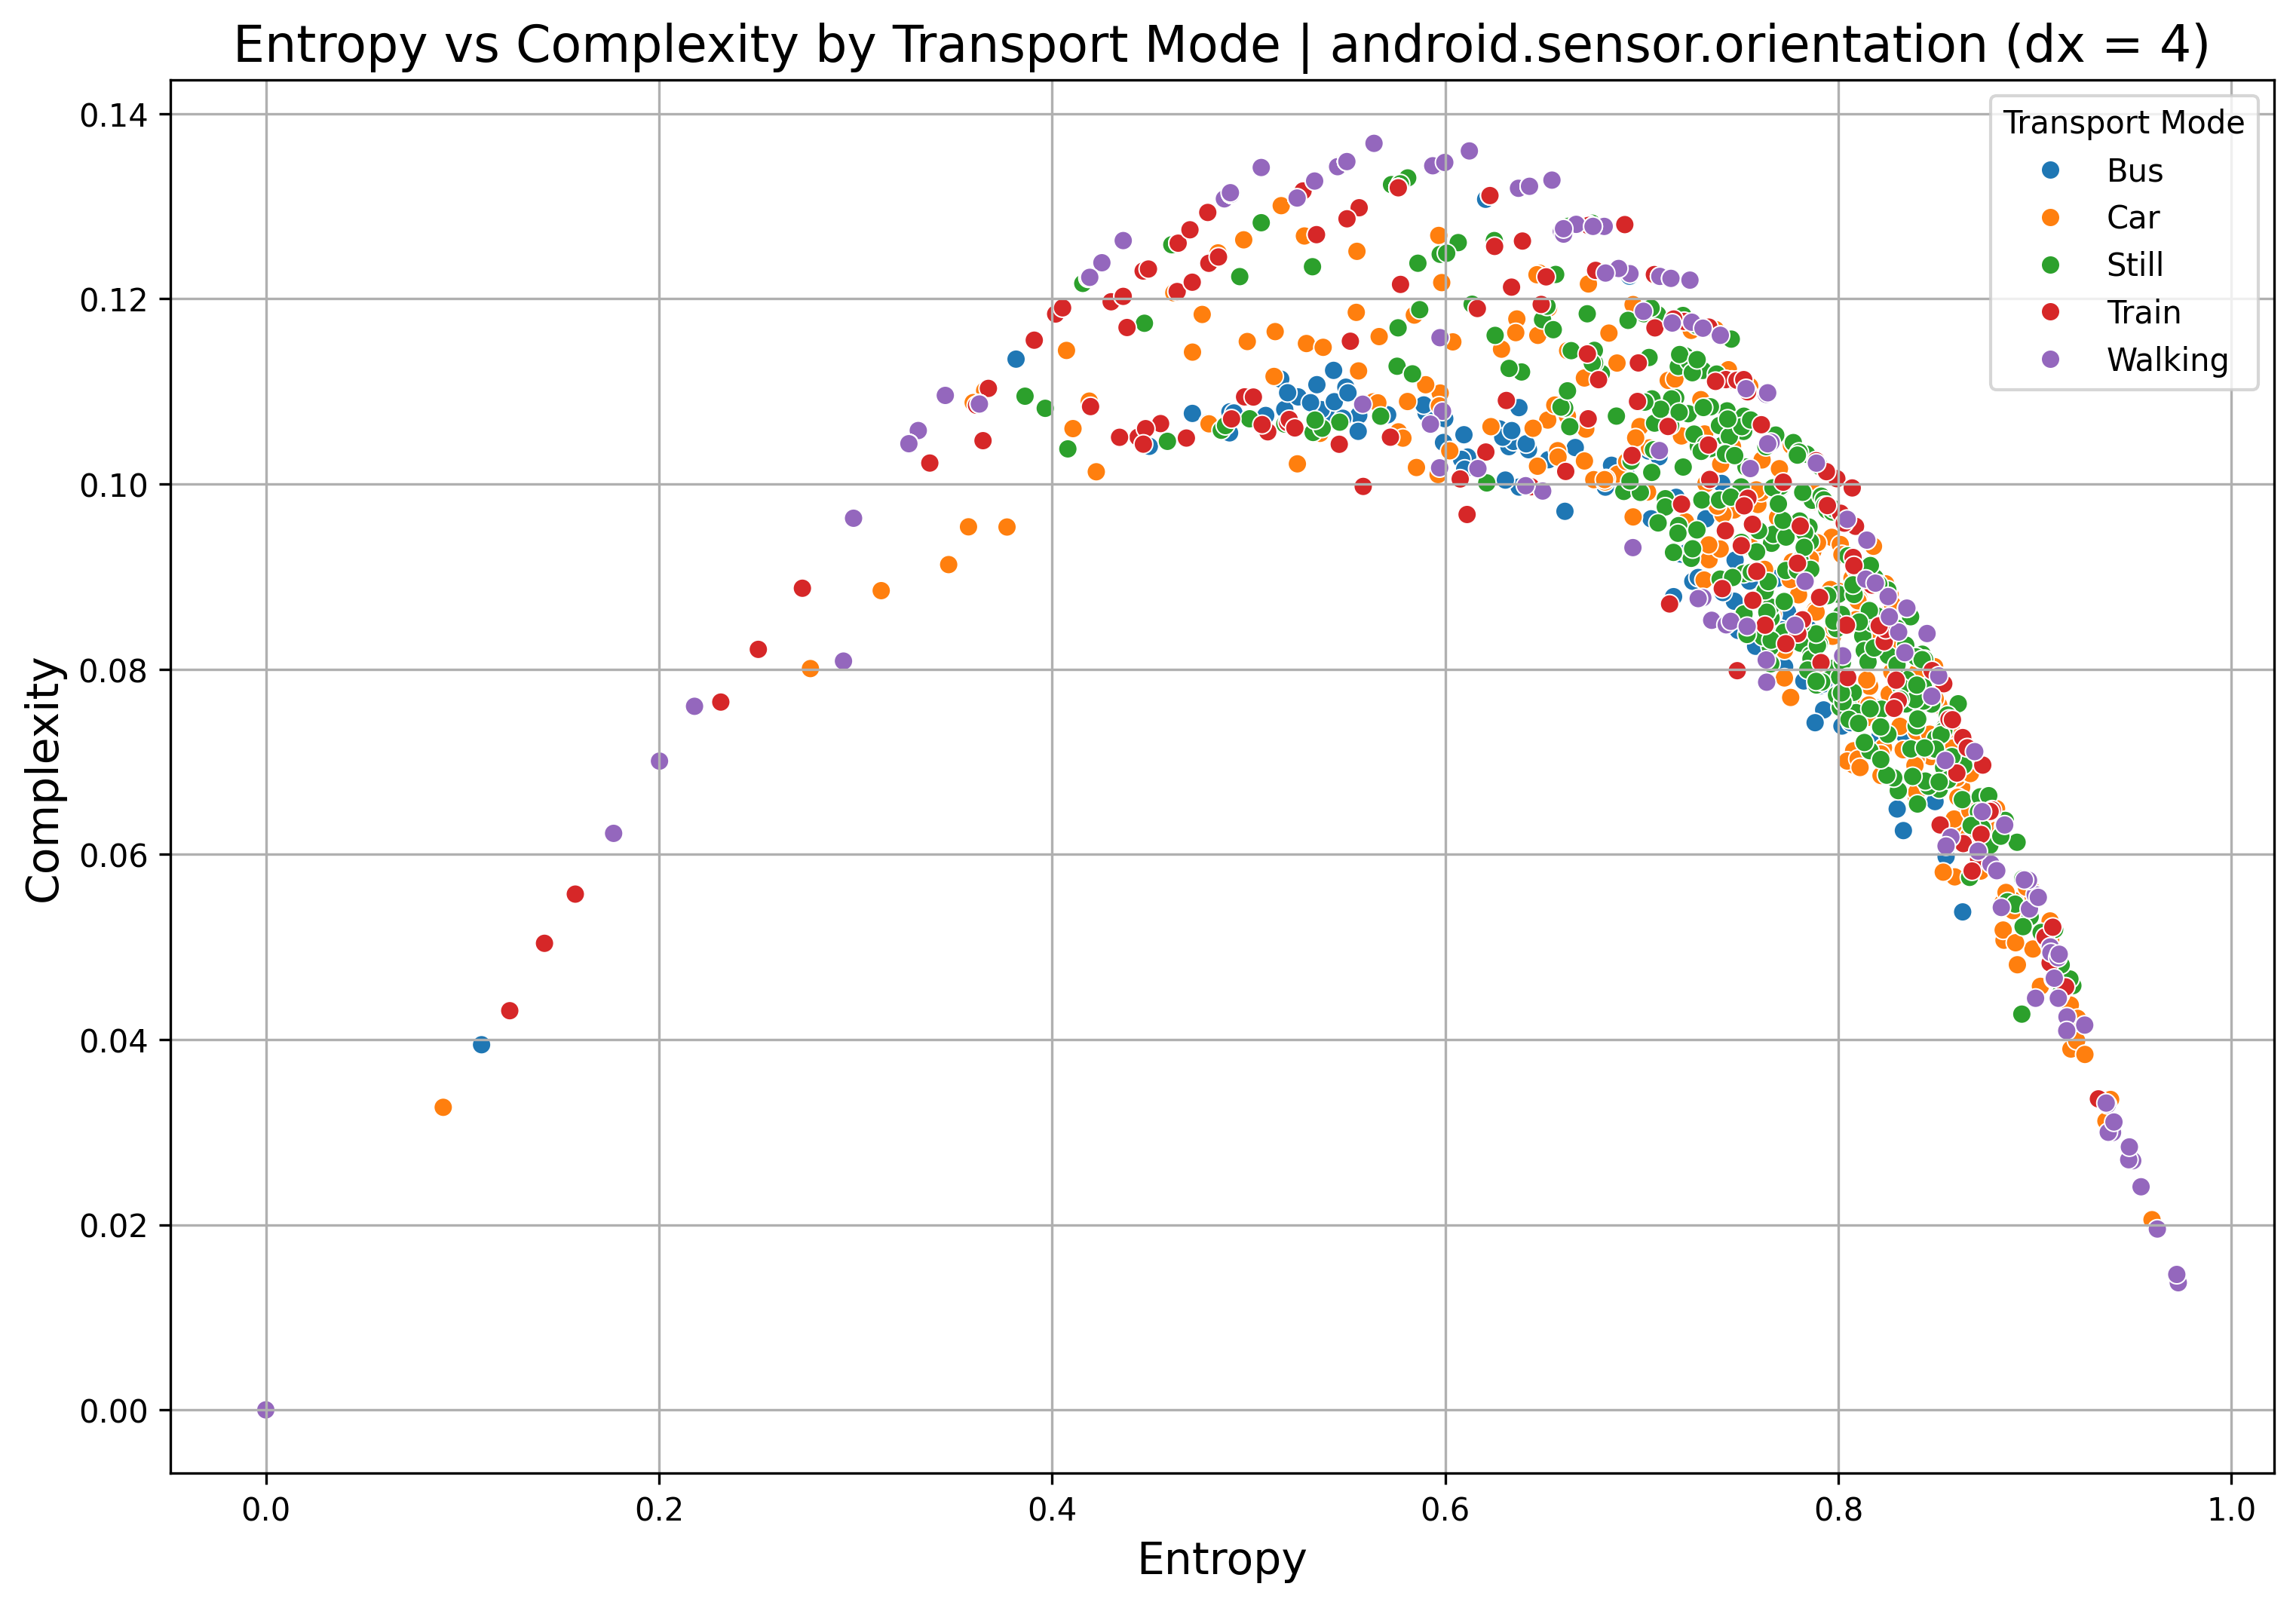 Entropy vs Complexity by Transport Mode | android.sensor.orientation (dx = 4)
Transport Mode
Bus
Car
Still
Train
Walking
Complexity
0.14
0.12
0.10
0.08
0.06
0.04
0.02
0.00
0.0 0.2 0.4 0.6 0.8 1.0
Entropy